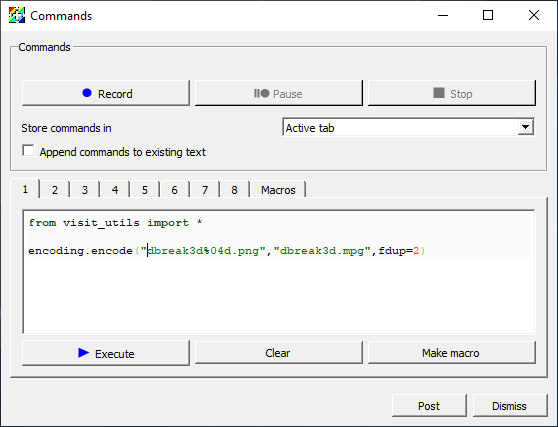 Commands
Commands
Record
Pause
Stop
Store commands in
Active tab
Append commands to existing text
1 2 3 4 5 6 7 8 Macros
from visit_utils import *
encoding.encode("dbreak3d%04d.png","dbreak3d.mpg",fdup=2)
Execute
Clear
Make macro
Post
Dismiss